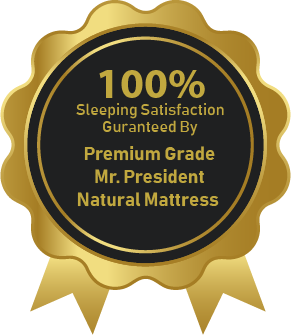 100%
Sleeping Satisfaction
Guranteed By
Premium Grade
Mr. President
Natural Mattress